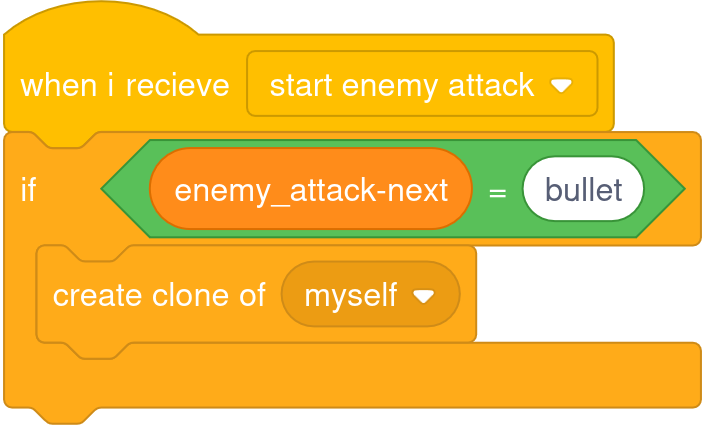 when i recieve start enemy attack
if enemy_attack-next = bullet
create clone of myself